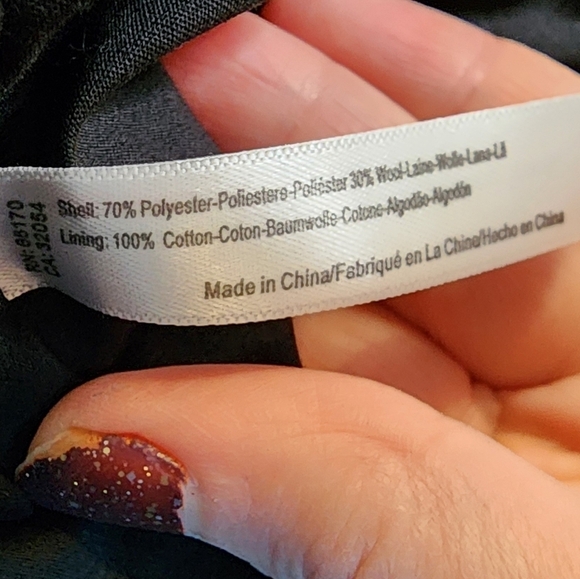 RN: 85170
CA: 32054
Shell: 70% Polyester-Poliestere-Poliéster 30% Wool-Laine-Wolle-Lana-Lã
Lining: 100% Cotton-Coton-Baumwolle-Cotone-Algodão-Algodón
Made in China/Fabriqué en La Chine/Hecho en China